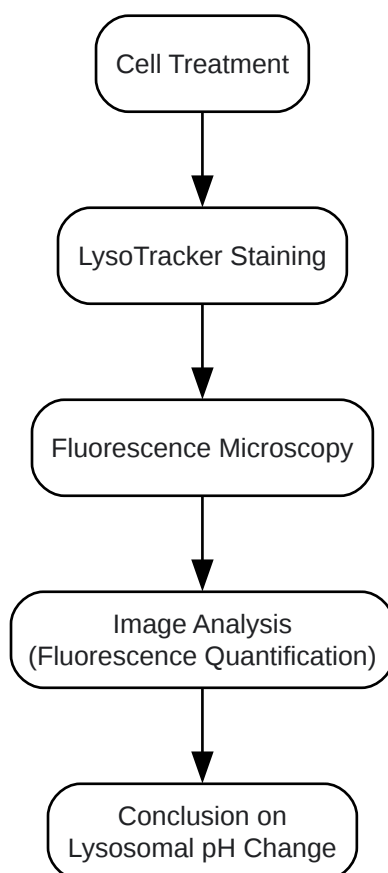 Cell Treatment
LysoTracker Staining
Fluorescence Microscopy
Image Analysis
(Fluorescence Quantification)
Conclusion on
Lysosomal pH Change